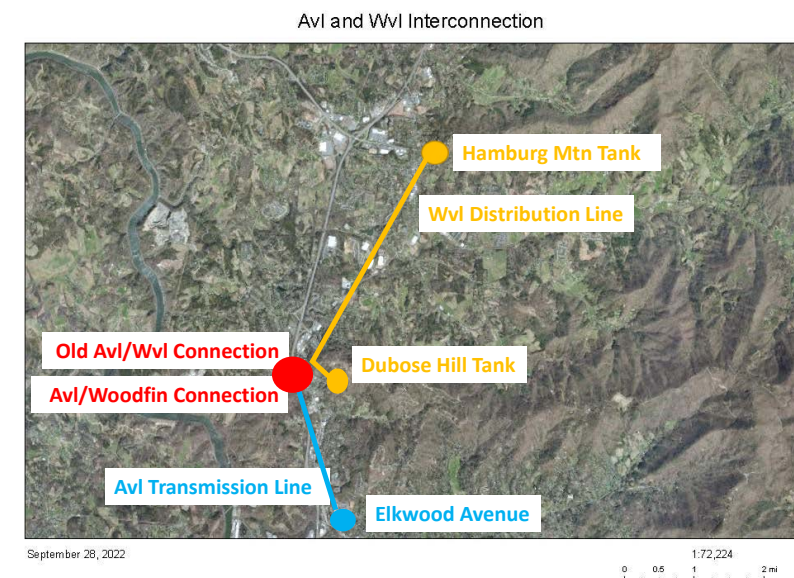 Avl and Wvl Interconnection
Hamburg Mtn Tank
Wvl Distribution Line
Old Avl/Wvl Connection
Dubose Hill Tank
Avl/Woodfin Connection
Avl Transmission Line
Elkwood Avenue
September 28, 2022
1:72,224
0 0.5 1 2 mi